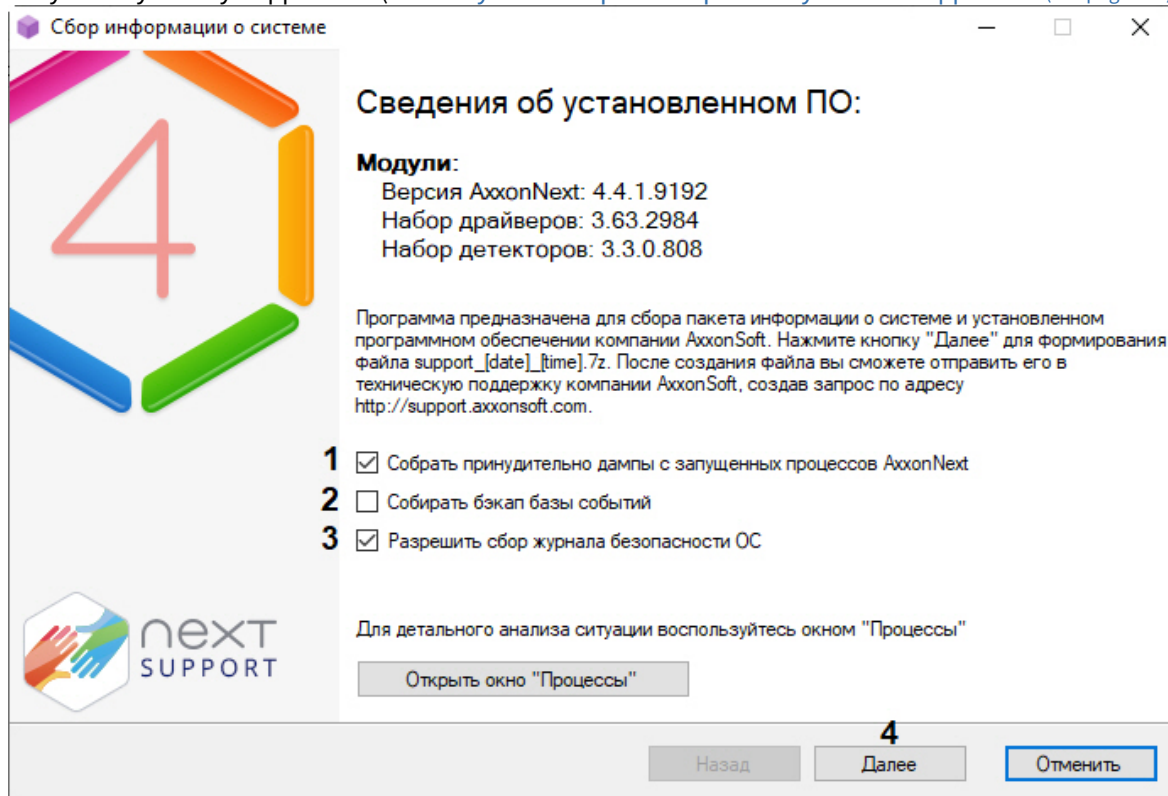 Сбор информации о системе
4
Сведения об установленном ПО:
Модули:
Версия AxxonNext: 4.4.1.9192
Набор драйверов: 3.63.2984
Набор детекторов: 3.3.0.808
Программа предназначена для сбора пакета информации о системе и установленном
программном обеспечении компании AxxonSoft. Нажмите кнопку "Далее" для формирования
файла support_[date]_[time].7z. После создания файла вы сможете отправить его в
техническую поддержку компании AxxonSoft, создав запрос по адресу
http://support.axxonsoft.com.
1 Собрать принудительно дампы с запущенных процессов AxxonNext
2 Собирать бэкап базы событий
3 Разрешить сбор журнала безопасности ОС
next
SUPPORT
Для детального анализа ситуации воспользуйтесь окном "Процессы"
Открыть окно "Процессы"
4
Назад Далее Отменить